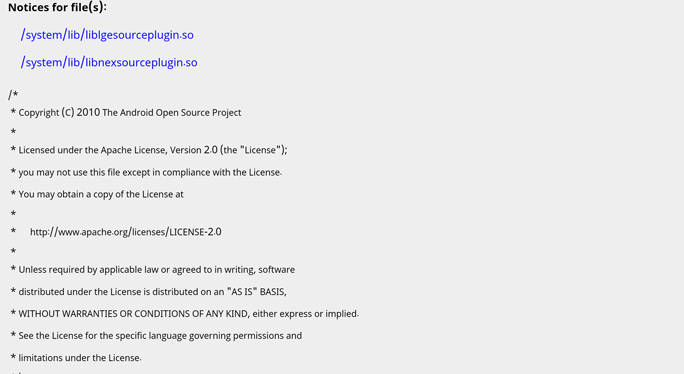 Notices for file(s):
/system/lib/liblgesourceplugin.so
/system/lib/libnexsourceplugin.so
/*
* Copyright (C) 2010 The Android Open Source Project
*
* Licensed under the Apache License, Version 2.0 (the "License");
* you may not use this file except in compliance with the License.
* You may obtain a copy of the License at
*
* http://www.apache.org/licenses/LICENSE-2.0
*
* Unless required by applicable law or agreed to in writing, software
* distributed under the License is distributed on an "AS IS" BASIS,
* WITHOUT WARRANTIES OR CONDITIONS OF ANY KIND, either express or implied.
* See the License for the specific language governing permissions and
* limitations under the License.